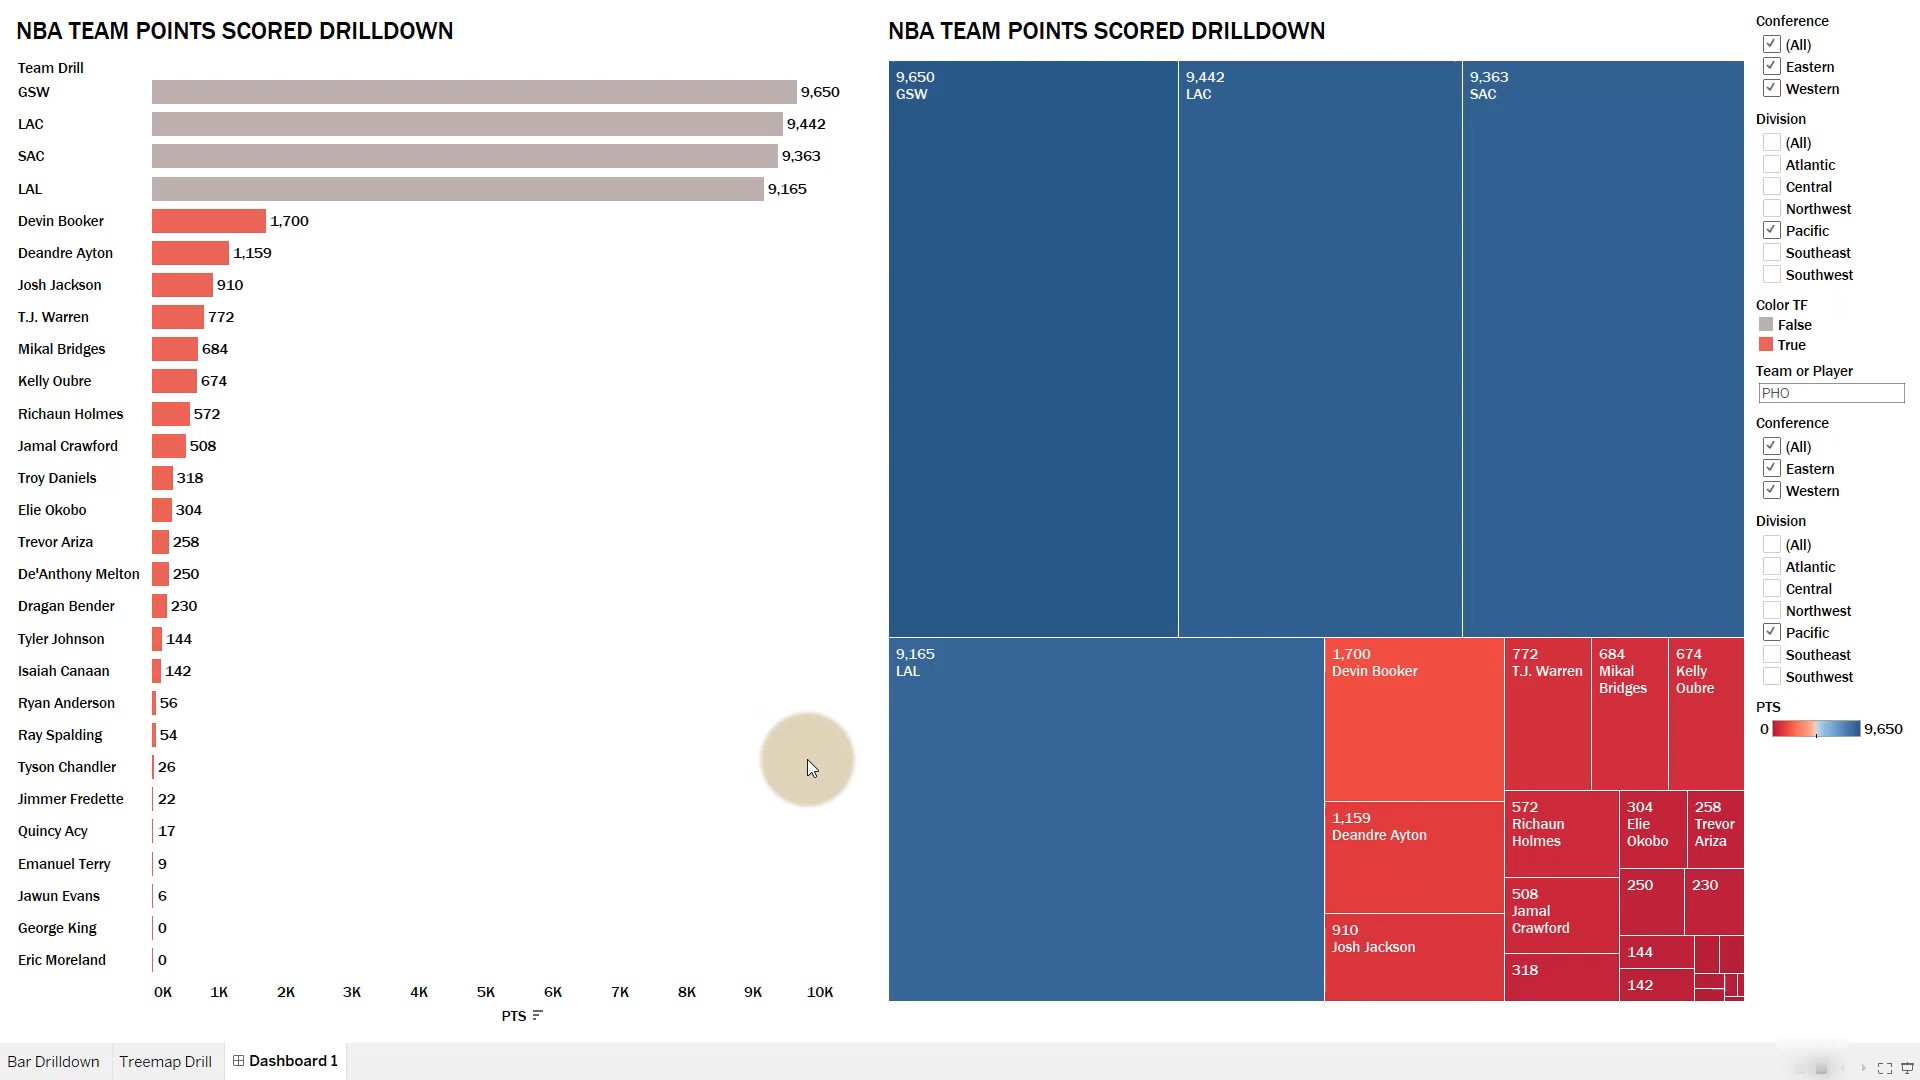 NBA TEAM POINTS SCORED DRILLDOWN
Team Drill
GSW 9,650
LAC 9,442
SAC 9,363
LAL 9,165
Devin Booker 1,700
Deandre Ayton 1,159
Josh Jackson 910
T.J. Warren 772
Mikal Bridges 684
Kelly Oubre 674
Richaun Holmes 572
Jamal Crawford 508
Troy Daniels 318
Elie Okobo 304
Trevor Ariza 258
De'Anthony Melton 250
Dragan Bender 230
Tyler Johnson 144
Isaiah Canaan 142
Ryan Anderson 56
Ray Spalding 54
Tyson Chandler 26
Jimmer Fredette 22
Quincy Acy 17
Emanuel Terry 9
Jawun Evans 6
George King 0
Eric Moreland 0
0K 1K 2K 3K 4K 5K 6K 7K 8K 9K 10K
PTS
NBA TEAM POINTS SCORED DRILLDOWN
9,650
GSW
9,442
LAC
9,363
SAC
9,165
LAL
1,700
Devin Booker
1,159
Deandre Ayton
910
Josh Jackson
772
T.J. Warren
684
Mikal
Bridges
674
Kelly
Oubre
572
Richaun
Holmes
508
Jamal
Crawford
318
304
Elie
Okobo
258
Trevor
Ariza
250
230
144
142
Conference
(All)
Eastern
Western
Division
(All)
Atlantic
Central
Northwest
Pacific
Southeast
Southwest
Color TF
False
True
Team or Player
PHO
Conference
(All)
Eastern
Western
Division
(All)
Atlantic
Central
Northwest
Pacific
Southeast
Southwest
PTS
0 9,650
Bar Drilldown Treemap Drill Dashboard 1